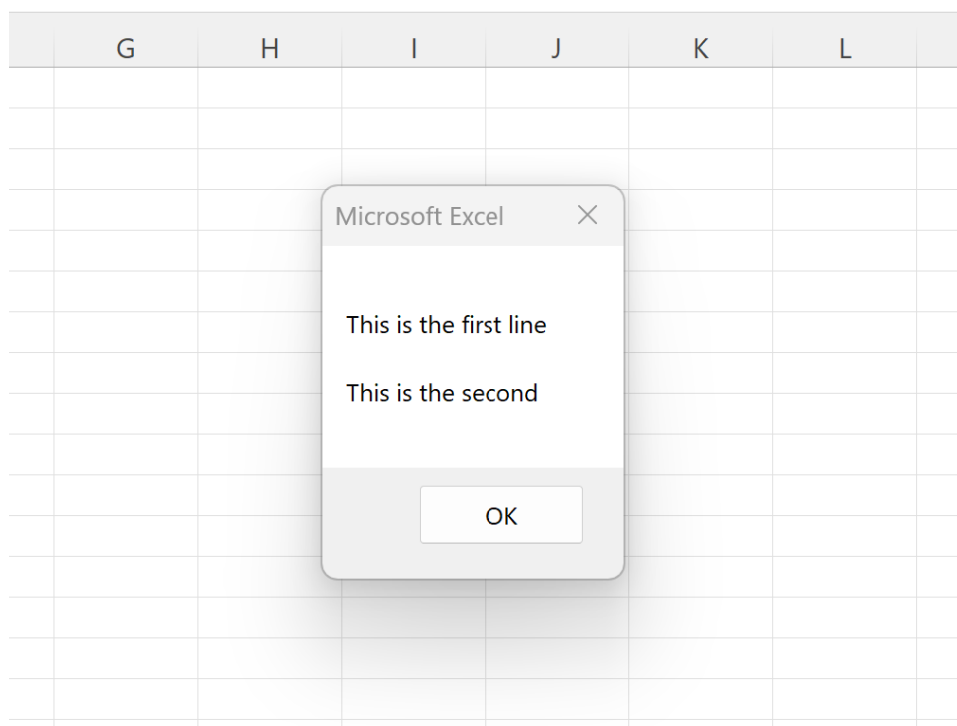 G H I J K L
Microsoft Excel
This is the first line
This is the second
OK